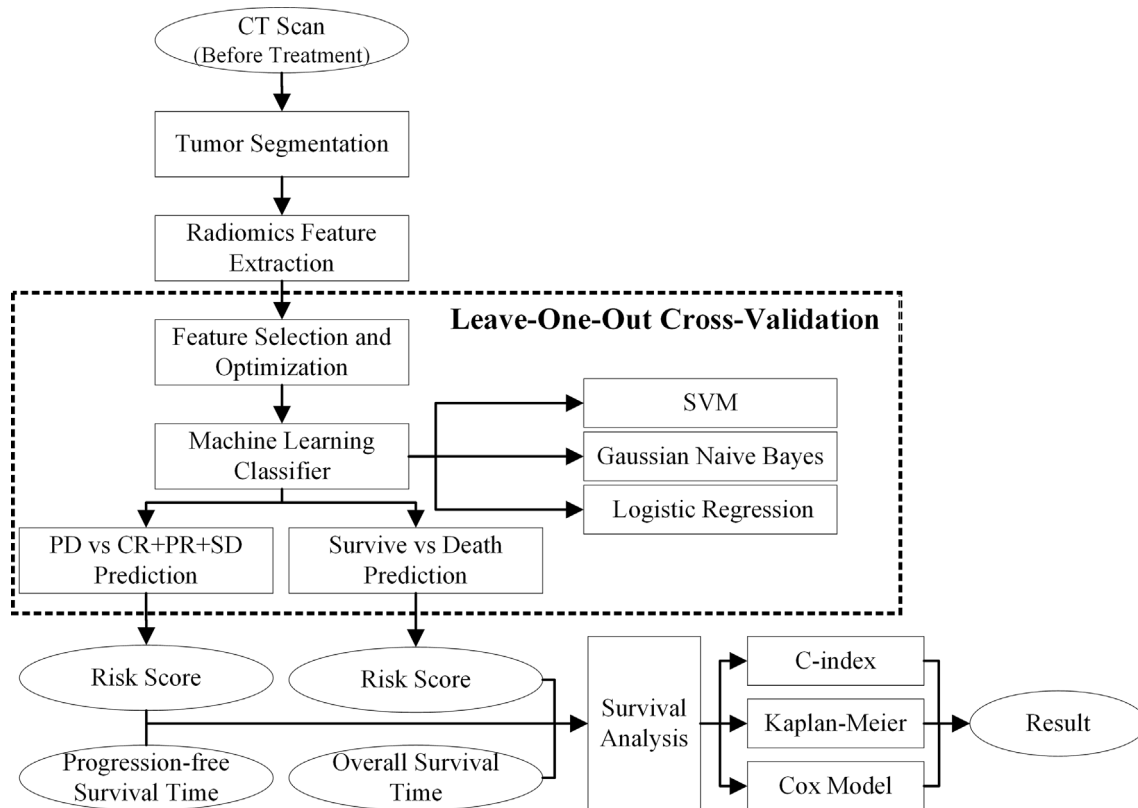 CT Scan
(Before Treatment)
Tumor Segmentation
Radiomics Feature
Extraction
Leave-One-Out Cross-Validation
Feature Selection and
Optimization
Machine Learning
Classifier
SVM
Gaussian Naive Bayes
Logistic Regression
PD vs CR+PR+SD
Prediction
Survive vs Death
Prediction
Risk Score
Risk Score
Progression-free
Survival Time
Overall Survival
Time
Survival
Analysis
C-index
Kaplan-Meier
Cox Model
Result